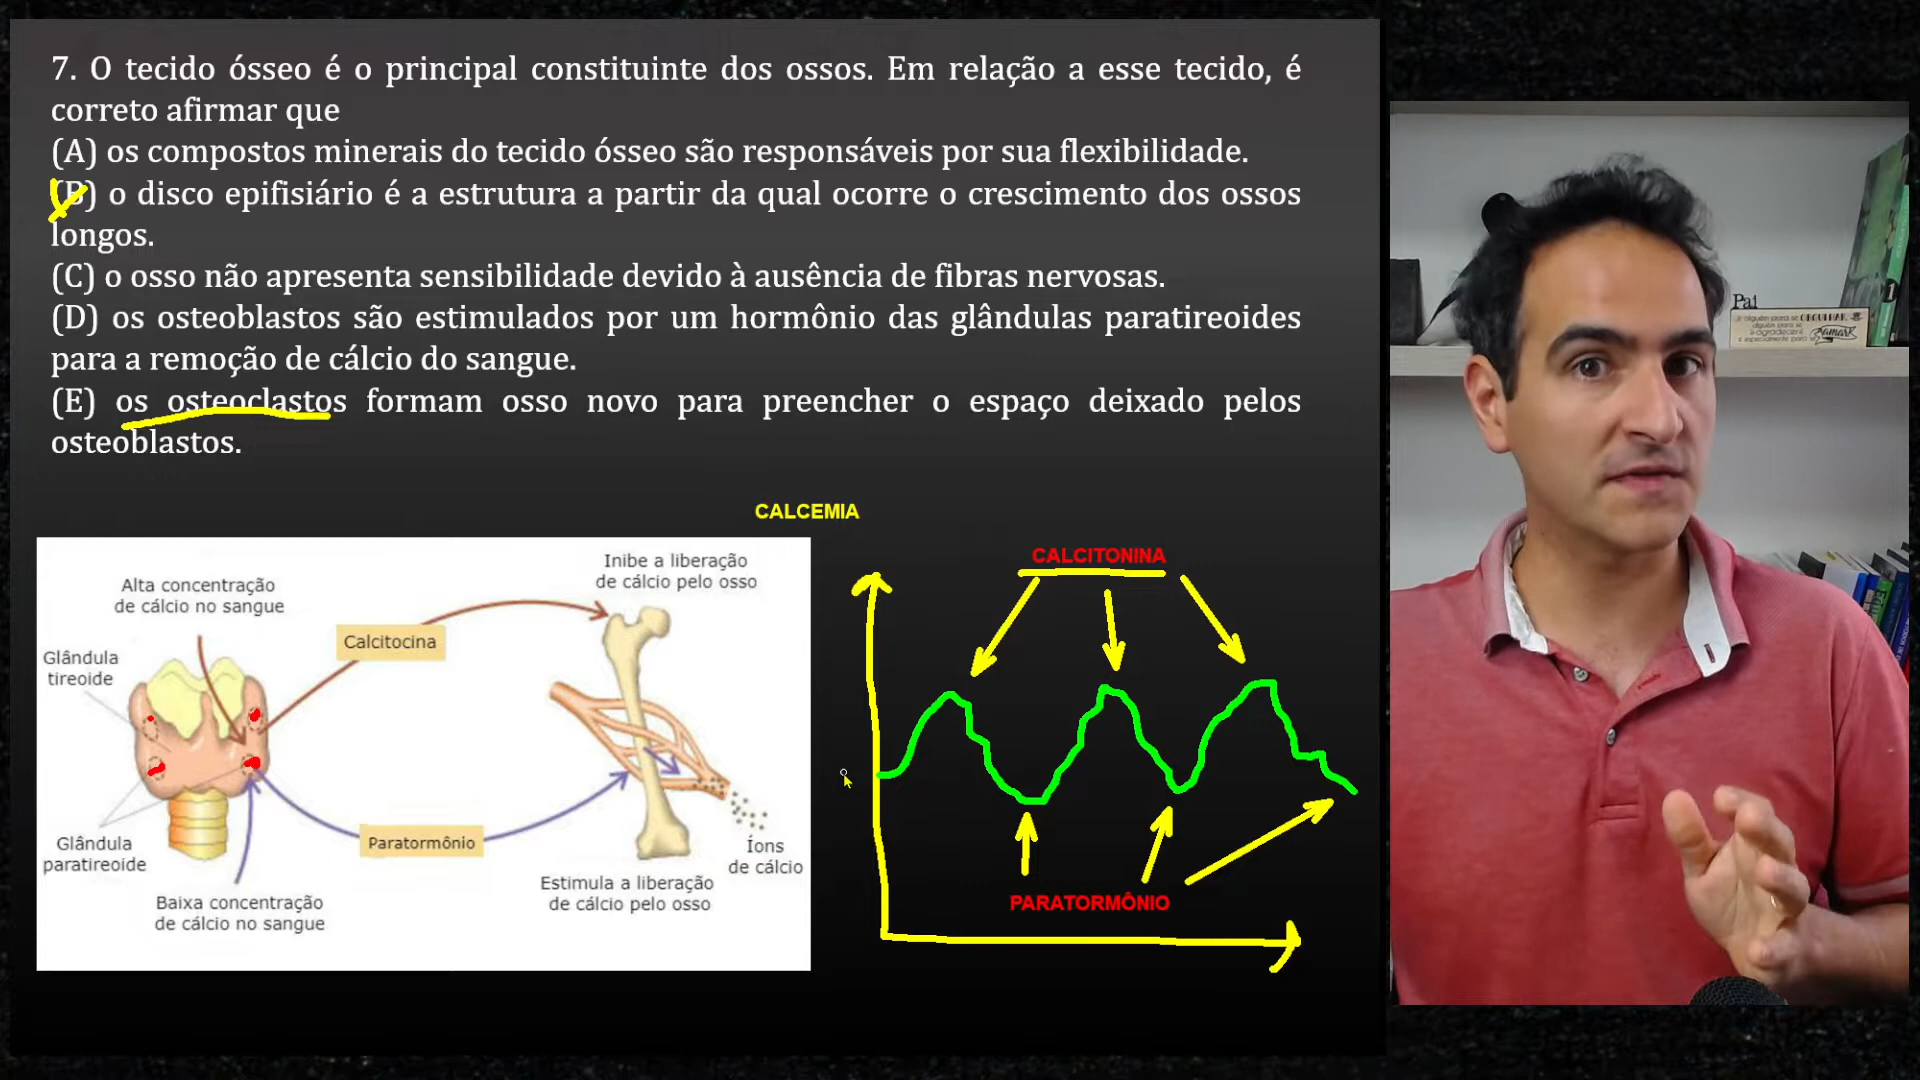 7. O tecido ósseo é o principal constituinte dos ossos. Em relação a esse tecido, é
correto afirmar que
(A) os compostos minerais do tecido ósseo são responsáveis por sua flexibilidade.
(B) o disco epifisiário é a estrutura a partir da qual ocorre o crescimento dos ossos
longos.
(C) o osso não apresenta sensibilidade devido à ausência de fibras nervosas.
(D) os osteoblastos são estimulados por um hormônio das glândulas paratireoides
para a remoção de cálcio do sangue.
(E) os osteoclastos formam osso novo para preencher o espaço deixado pelos
osteoblastos.
CALCEMIA
Alta concentração
de cálcio no sangue
Inibe a liberação
de cálcio pelo osso
Calcitocina
Glândula
tireoide
Glândula
paratireoide
Paratormônio
Íons
de cálcio
Estimula a liberação
de cálcio pelo osso
Baixa concentração
de cálcio no sangue
CALCITONINA
PARATORMÔNIO
Pai
ORGULHAR
1